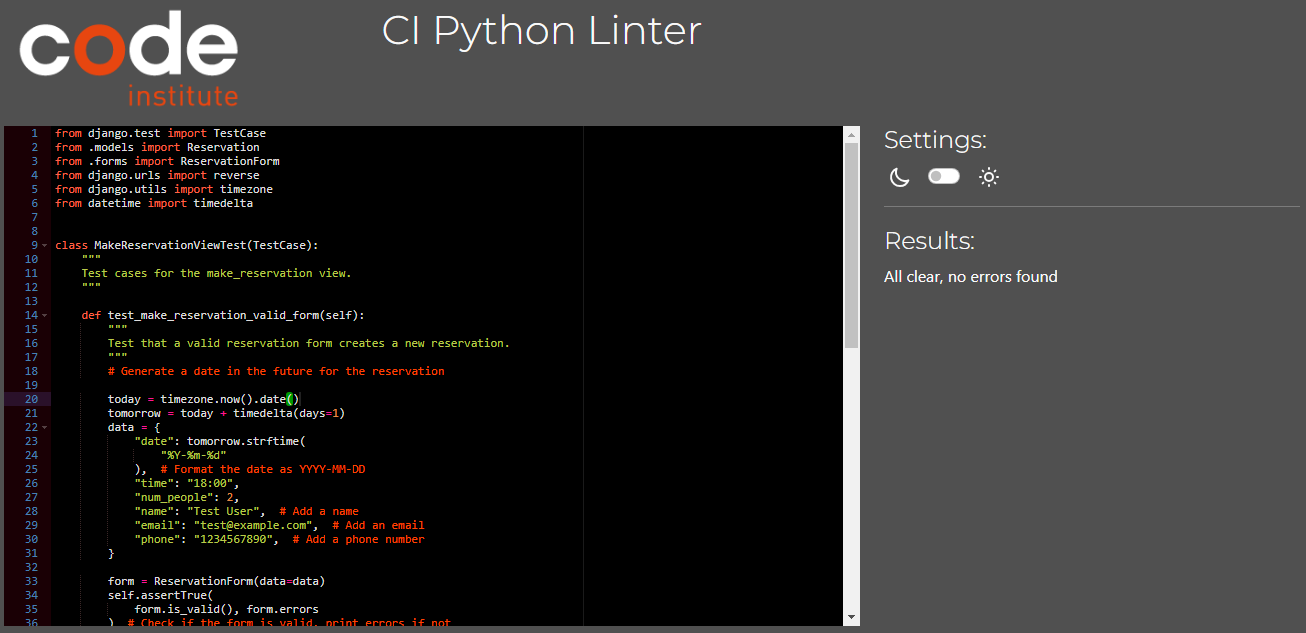 code
institute
CI Python Linter
1 from django.test import TestCase
2 from .models import Reservation
3 from .forms import ReservationForm
4 from django.urls import reverse
5 from django.utils import timezone
6 from datetime import timedelta
7
8
9 class MakeReservationViewTest(TestCase):
10     """
11     Test cases for the make_reservation view.
12     """
13
14     def test_make_reservation_valid_form(self):
15         """
16         Test that a valid reservation form creates a new reservation.
17         """
18         # Generate a date in the future for the reservation
19
20         today = timezone.now().date()
21         tomorrow = today + timedelta(days=1)
22         data = {
23             "date": tomorrow.strftime(
24                 "%Y-%m-%d"
25             ),  # Format the date as YYYY-MM-DD
26             "time": "18:00",
27             "num_people": 2,
28             "name": "Test User",  # Add a name
29             "email": "test@example.com",  # Add an email
30             "phone": "1234567890",  # Add a phone number
31         }
32
33         form = ReservationForm(data=data)
34         self.assertTrue(
35             form.is_valid(), form.errors
36         )  # Check if the form is valid, print errors if not
Settings:
Results:
All clear, no errors found